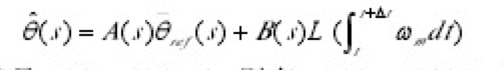 θ̂(s) = A(s)θ̄_ref(s) + B(s)L (∫_t^{t+Δt} ω_m dt)